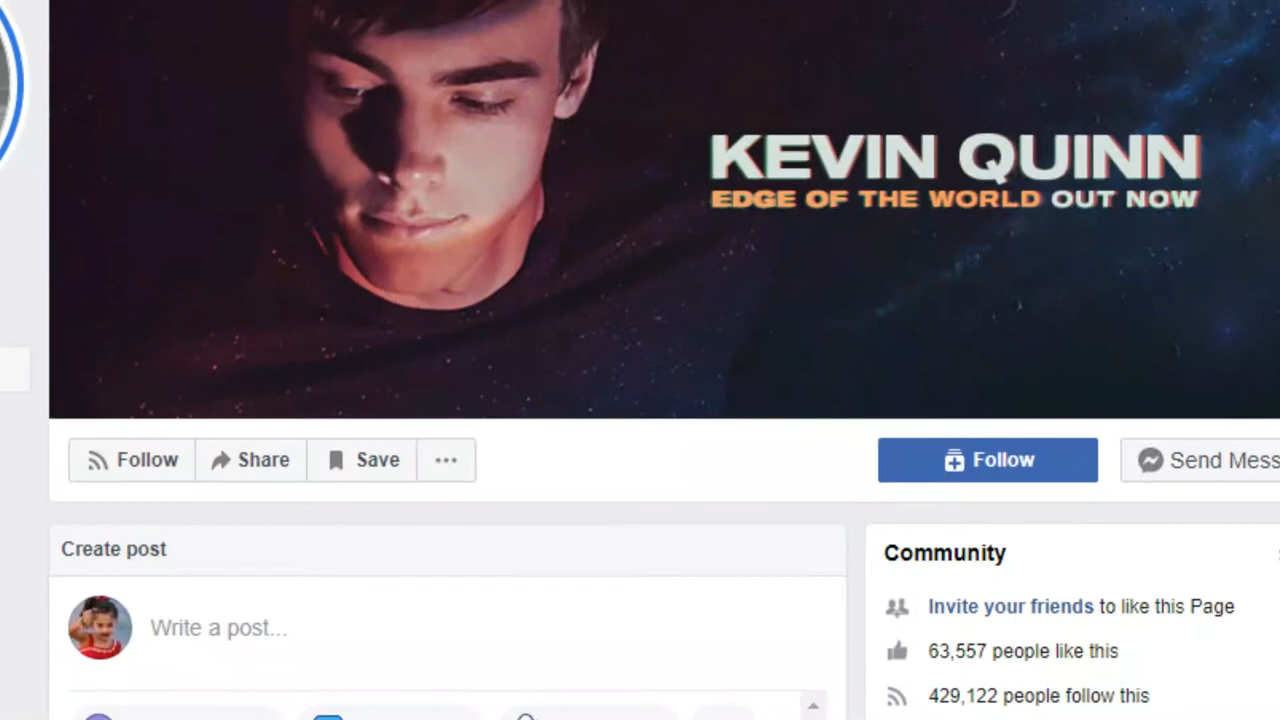 KEVIN QUINN
EDGE OF THE WORLD OUT NOW
Follow
Share
Save
Follow
Send Mess
Create post
Write a post...
Community
Invite your friends to like this Page
63,557 people like this
429,122 people follow this